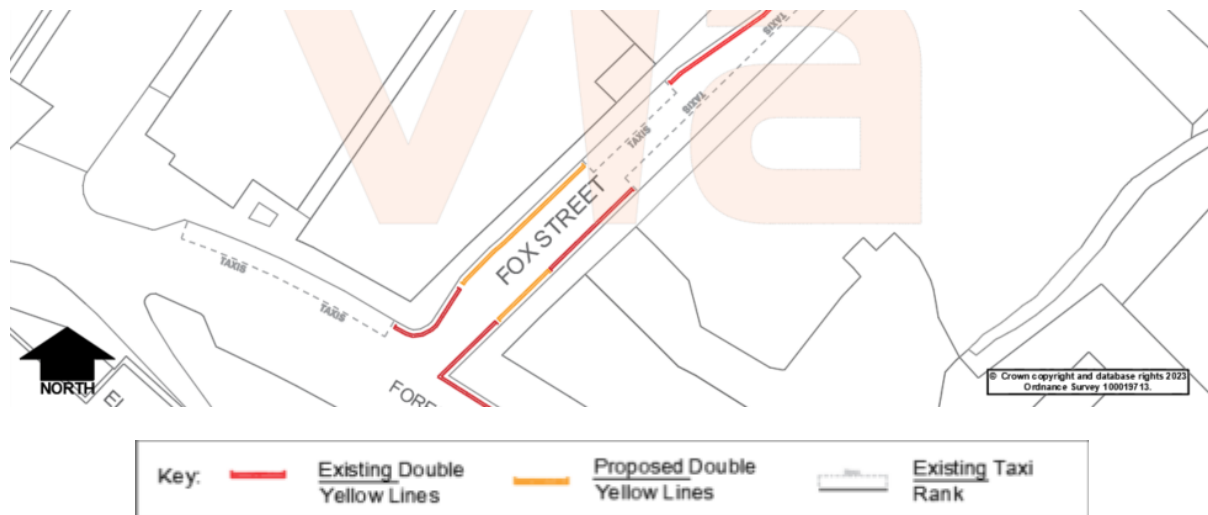 via
TAXIS
TAXIS
TAXIS
FOX STREET
TAXIS
TAXIS
NORTH
© Crown copyright and database rights 2023
Ordnance Survey 100019713.
Key:
Existing Double
Yellow Lines
Proposed Double
Yellow Lines
Existing Taxi
Rank